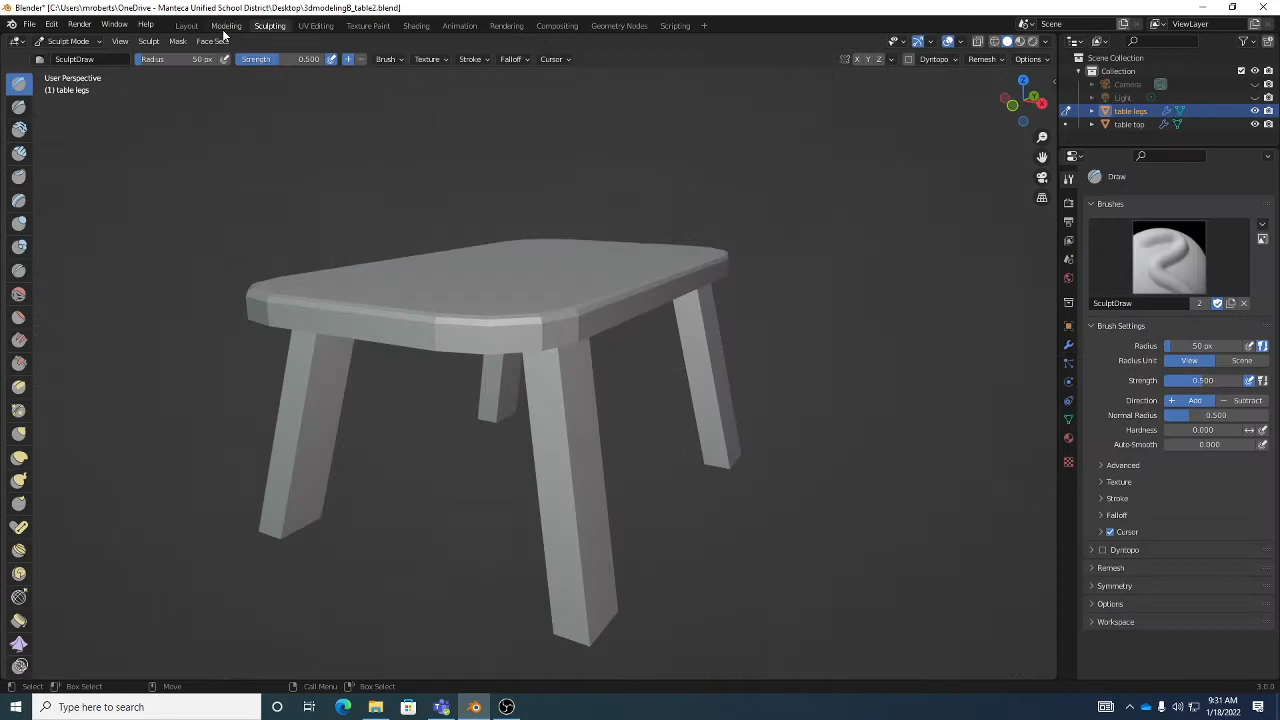 Blender* [C:\Users\mroberts\OneDrive - Manteca Unified School District\Desktop\3dmodeling8_table2.blend]
File Edit Render Window Help Layout Modeling Sculpting UV Editing Texture Paint Shading Animation Rendering Compositing Geometry Nodes Scripting + Scene ViewLayer
Sculpt Mode View Sculpt Mask Face Sets
SculptDraw Radius 50 px Strength 0.500 Brush Texture Stroke Falloff Cursor X Y Z Dyntopo Remesh Options
User Perspective
(1) table legs
Z
Y
X
Scene Collection
Collection
Camera
Light
table legs
table top
Draw
Brushes
SculptDraw 2
Brush Settings
Radius 50 px
Radius Unit View Scene
Strength 0.500
Direction + Add − Subtract
Normal Radius 0.500
Hardness 0.000
Auto-Smooth 0.000
Advanced
Texture
Stroke
Falloff
Cursor
Dyntopo
Remesh
Symmetry
Options
Workspace
Select Box Select Move Call Menu Box Select 3.0.0
Type here to search
9:31 AM
1/18/2022